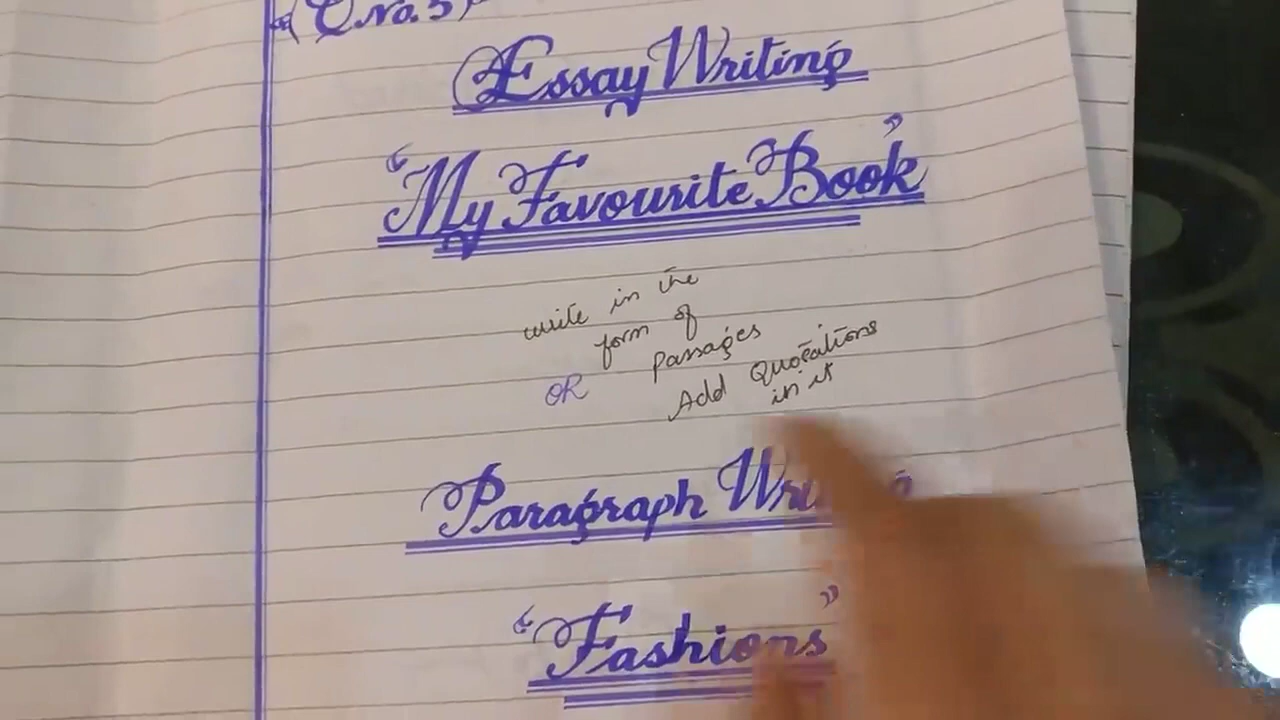 (Q No. 5)
Essay Writing
"My Favourite Book"
write in the
form of
Passages
OR
Add Quotations
in it
Paragraph
"Fashions"